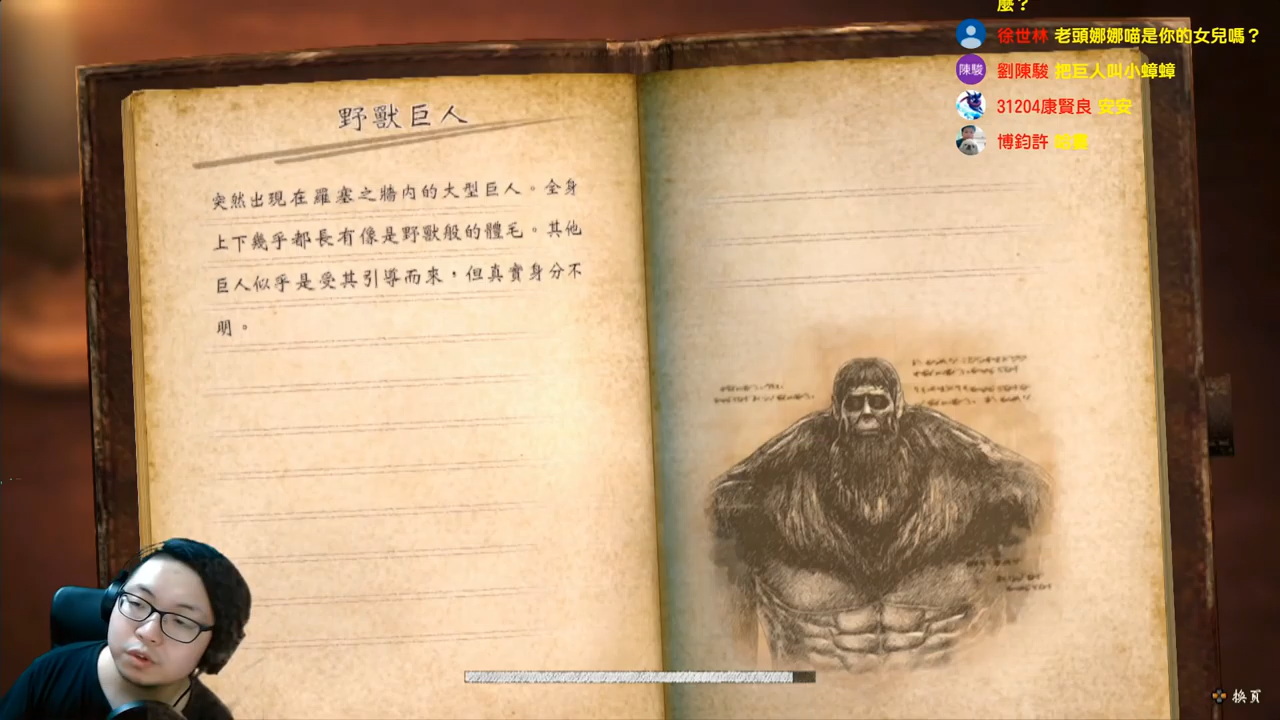 麼？
徐世林 老頭娜娜喵是你的女兒嗎？
陳駿 劉陳駿 把巨人叫小蟑蟑
31204康賢良 安安
博鈞許
野獸巨人
突然出現在羅塞之牆內的大型巨人。全身
上下幾乎都長有像是野獸般的體毛。其他
巨人似乎是受其引導而來，但真實身分不
明。
換頁